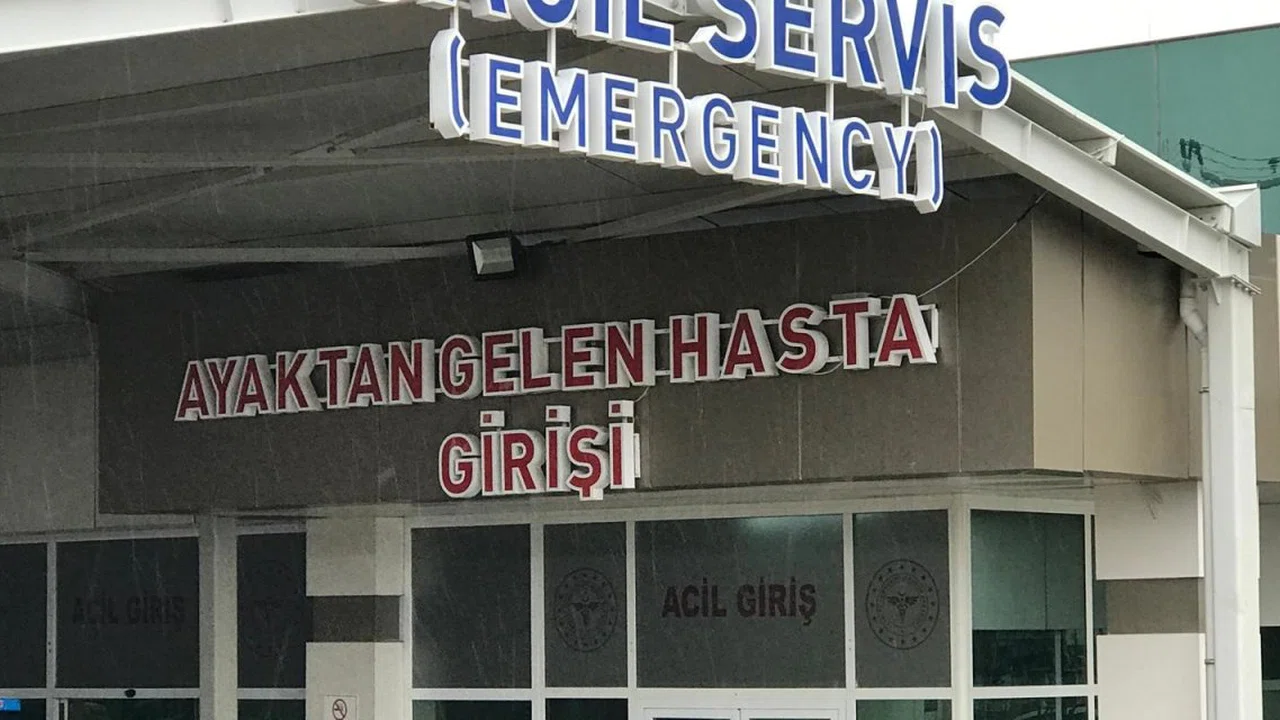 ACİL SERVİS
(EMERGENCY)
AYAKTAN GELEN HASTA
GİRİŞİ
ACİL GİRİŞ
ACİL GİRİŞ